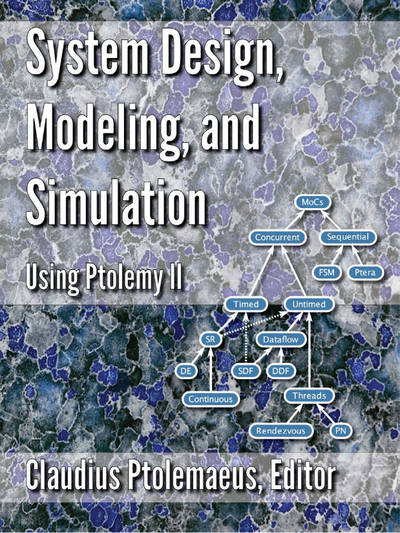 System Design,
Modeling, and
Simulation
Using Ptolemy II
MoCs
Concurrent
Sequential
FSM
Ptera
Timed
Untimed
SR
Dataflow
DE
SDF
DDF
Continuous
Threads
Rendezvous
PN
Claudius Ptolemaeus, Editor